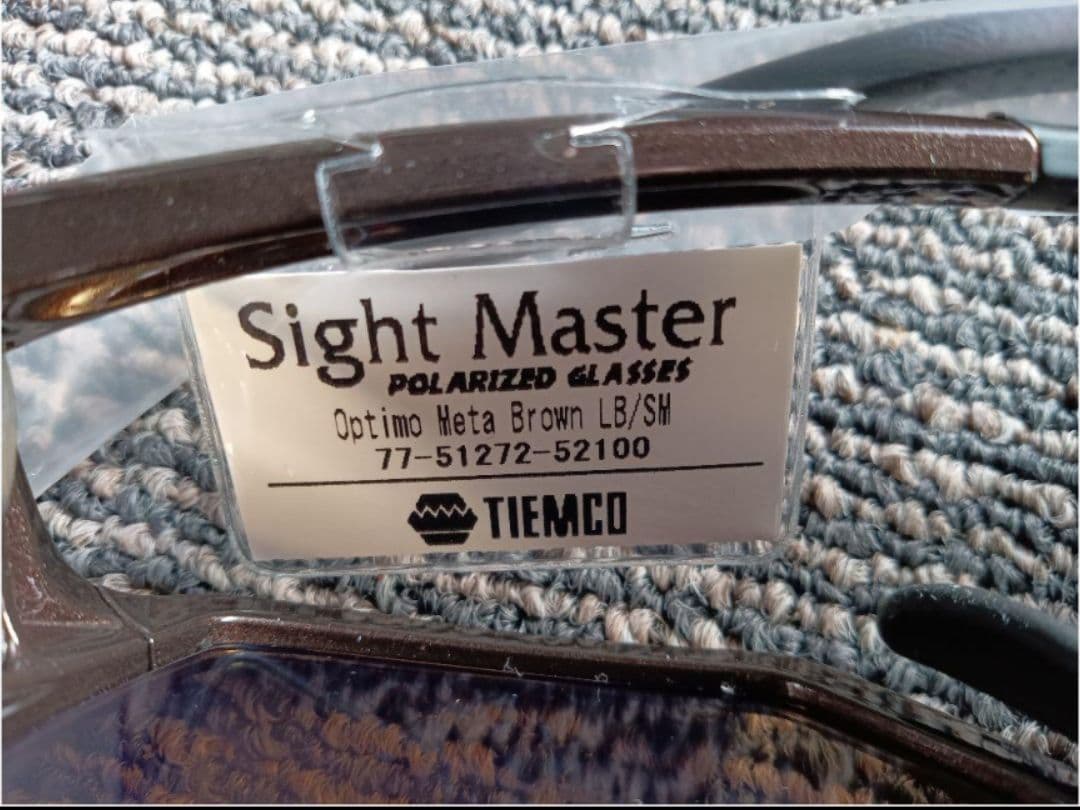 Sight Master
POLARIZED GLASSES
Optimo Meta Brown LB/SM
77-51272-52100
TIEMCO